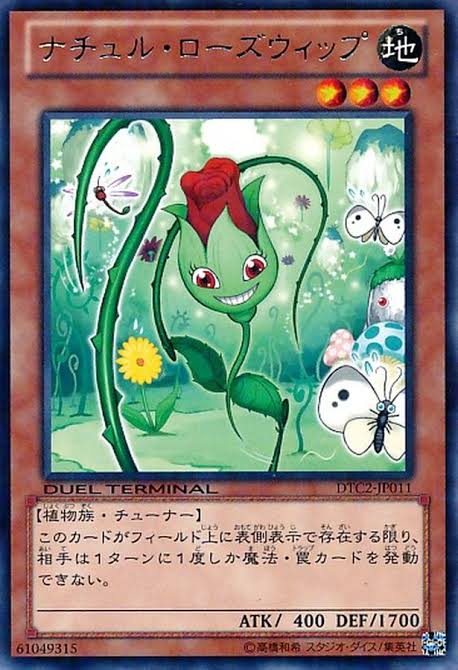 ナチュル・ローズウィップ
地
DUEL TERMINAL
DTC2-JP011
【植物族・チューナー】
このカードがフィールド上に表側表示で存在する限り、
相手は1ターンに1度しか魔法・罠カードを発動
できない。
ATK/ 400 DEF/1700
61049315
©高橋和希 スタジオ・ダイス/集英社